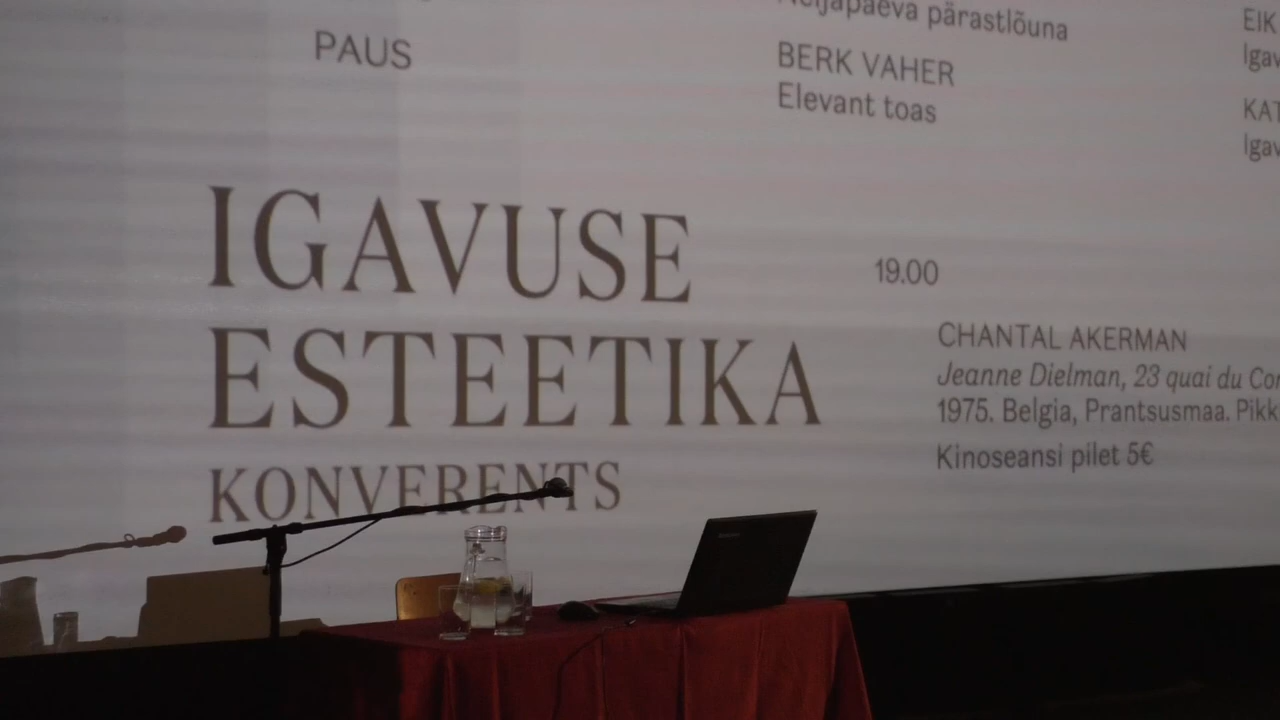 PAUS
Neljapäeva pärastlõuna
BERK VAHER
Elevant toas
EIK
Igav
KAT
Igav
IGAVUSE
ESTEETIKA
KONVERENTS
19.00
CHANTAL AKERMAN
Jeanne Dielman, 23 quai du Co
1975. Belgia, Prantsusmaa. Pikk
Kinoseansi pilet 5€